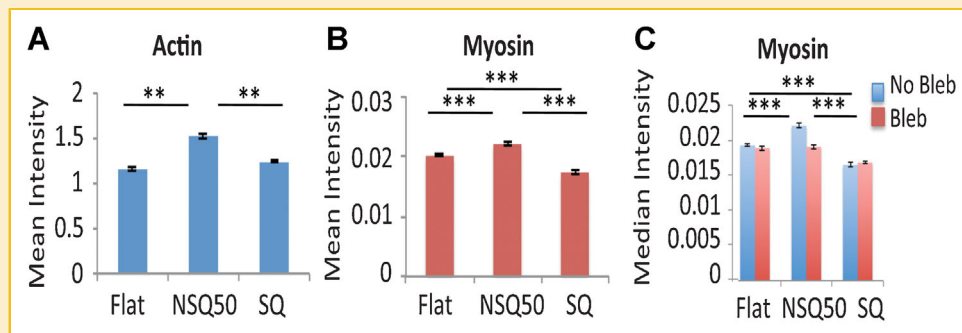 A
Actin
Mean Intensity
2
1.5
1
0.5
0
** **
Flat NSQ50 SQ
B
Myosin
Mean Intensity
0.03
0.02
0.01
0
***
*** ***
Flat NSQ50 SQ
C
Myosin
Median Intensity
0.025
0.02
0.015
0.01
0.005
0
***
*** ***
Flat NSQ50 SQ
No Bleb
Bleb